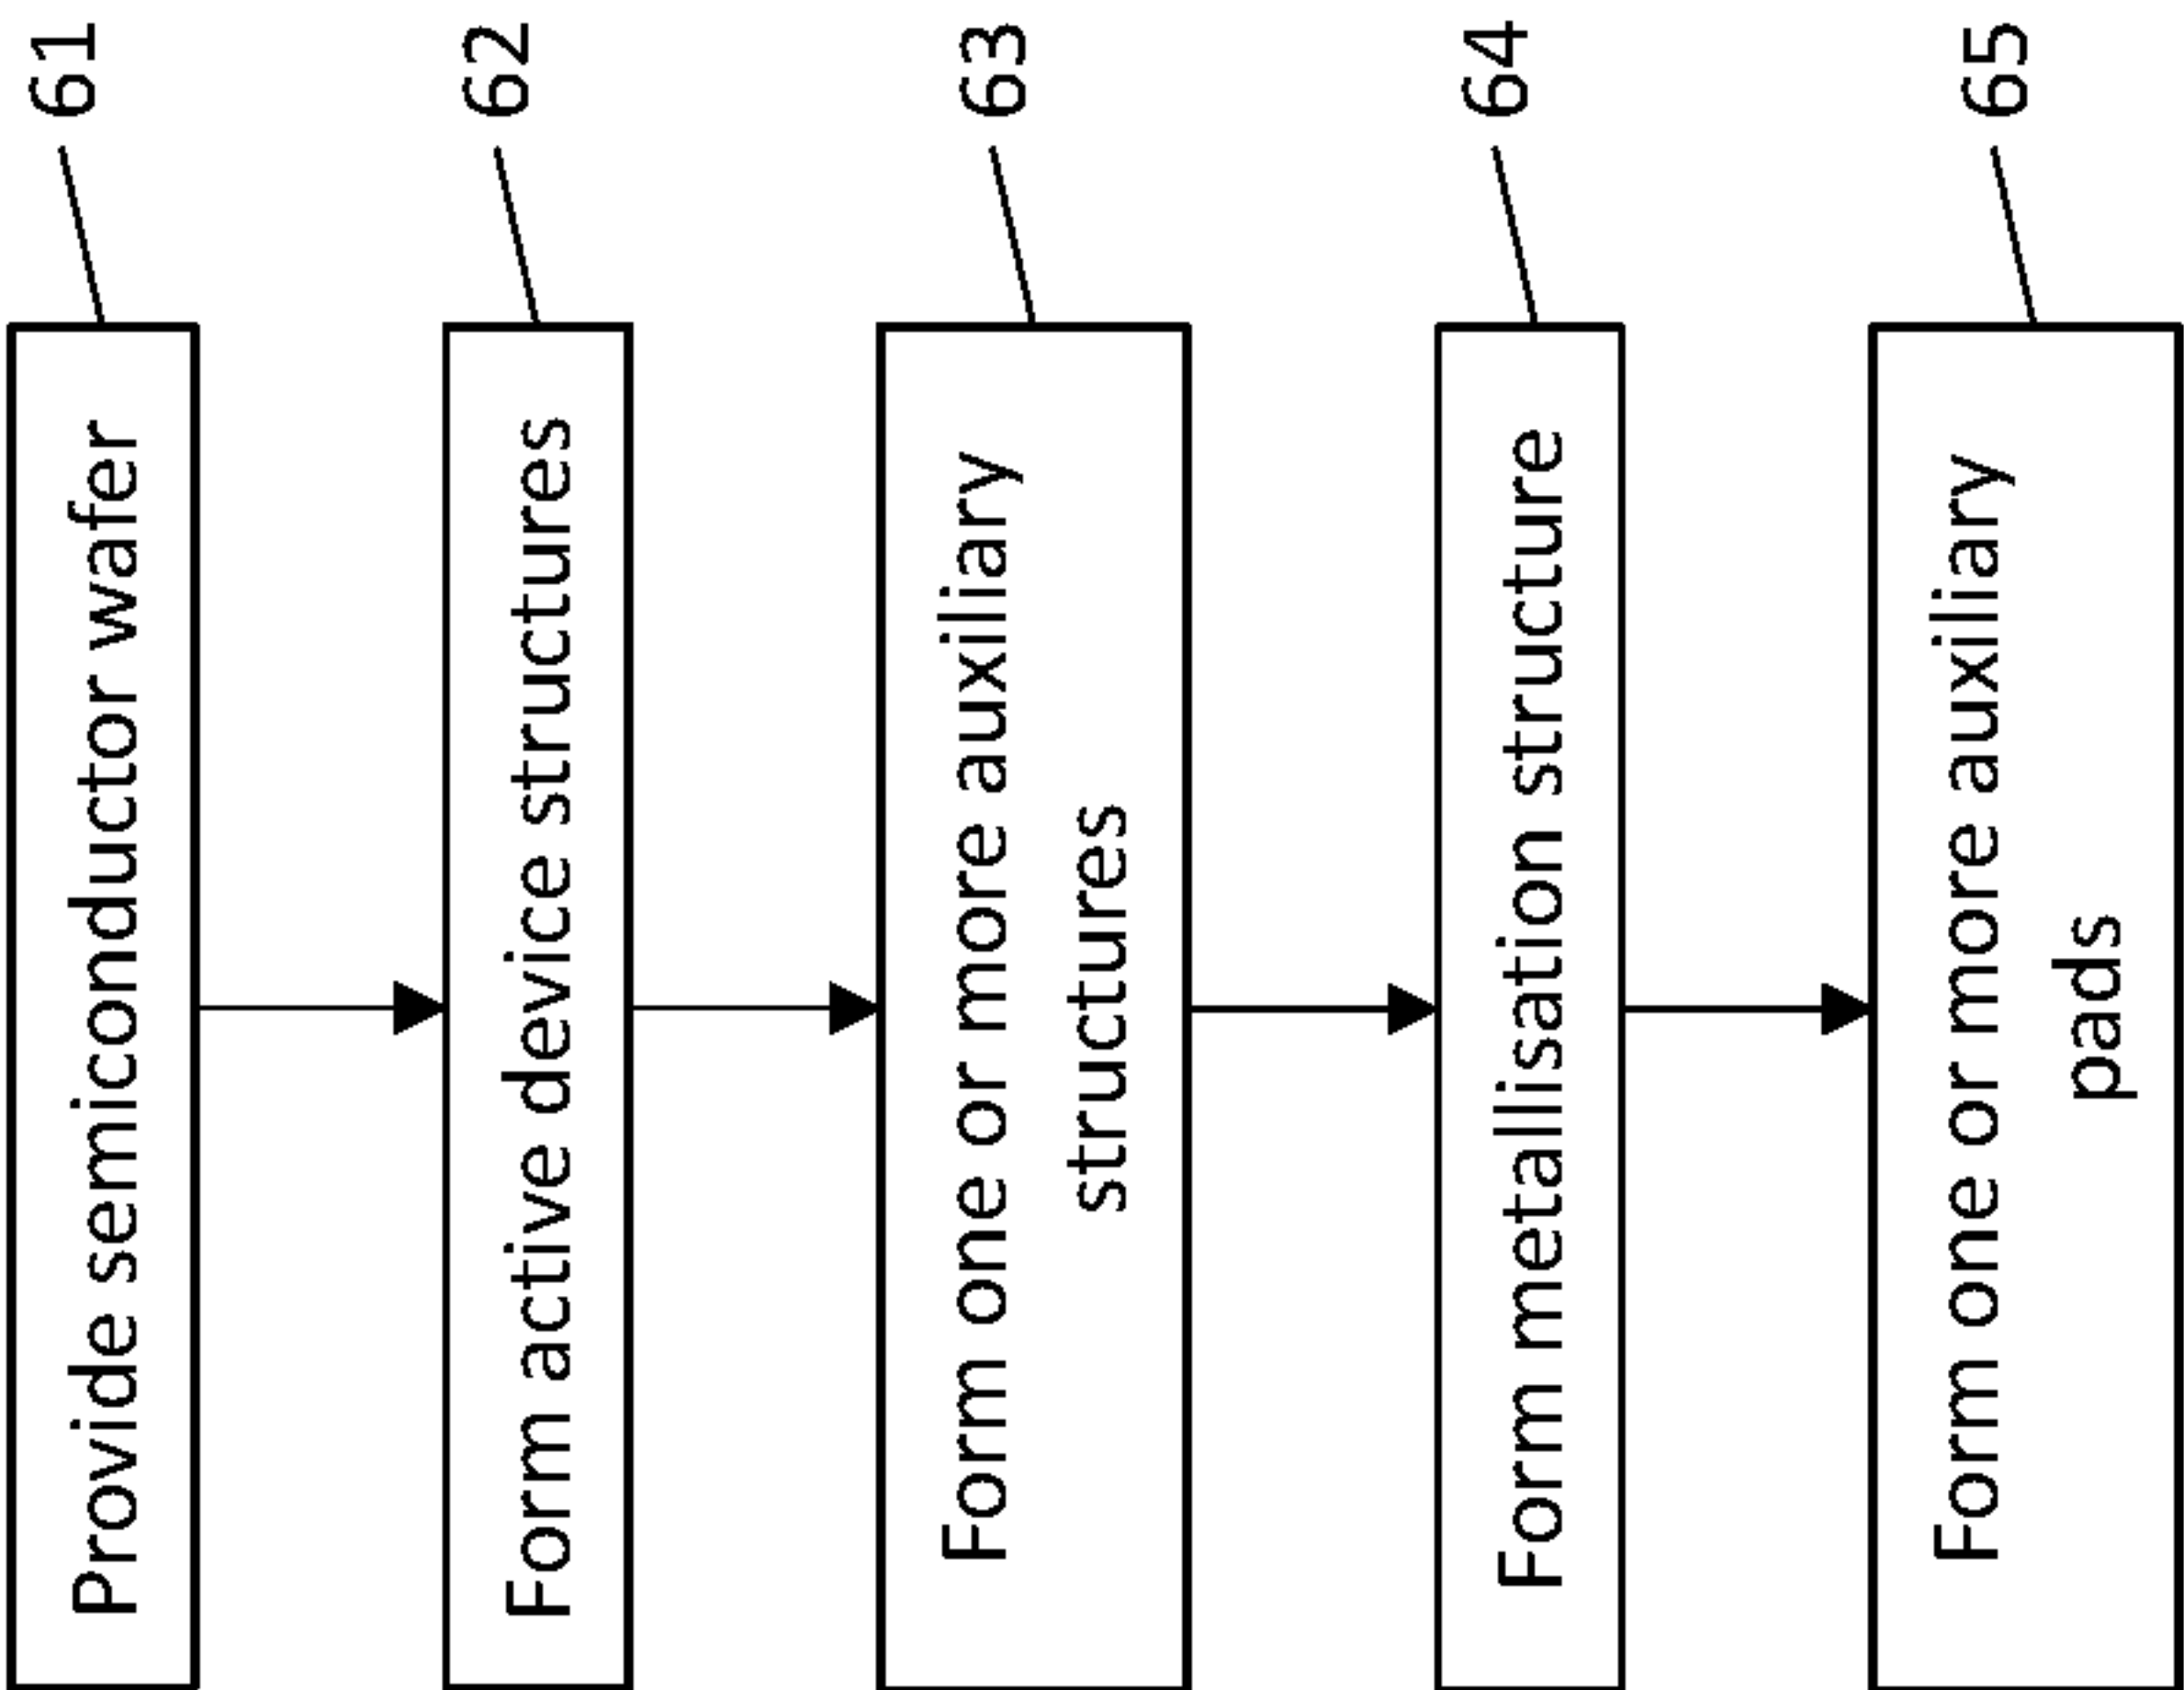 Provide semiconductor wafer
61
Form active device structures
62
Form one or more auxiliary
structures
63
Form metallisation structure
64
Form one or more auxiliary
pads
65